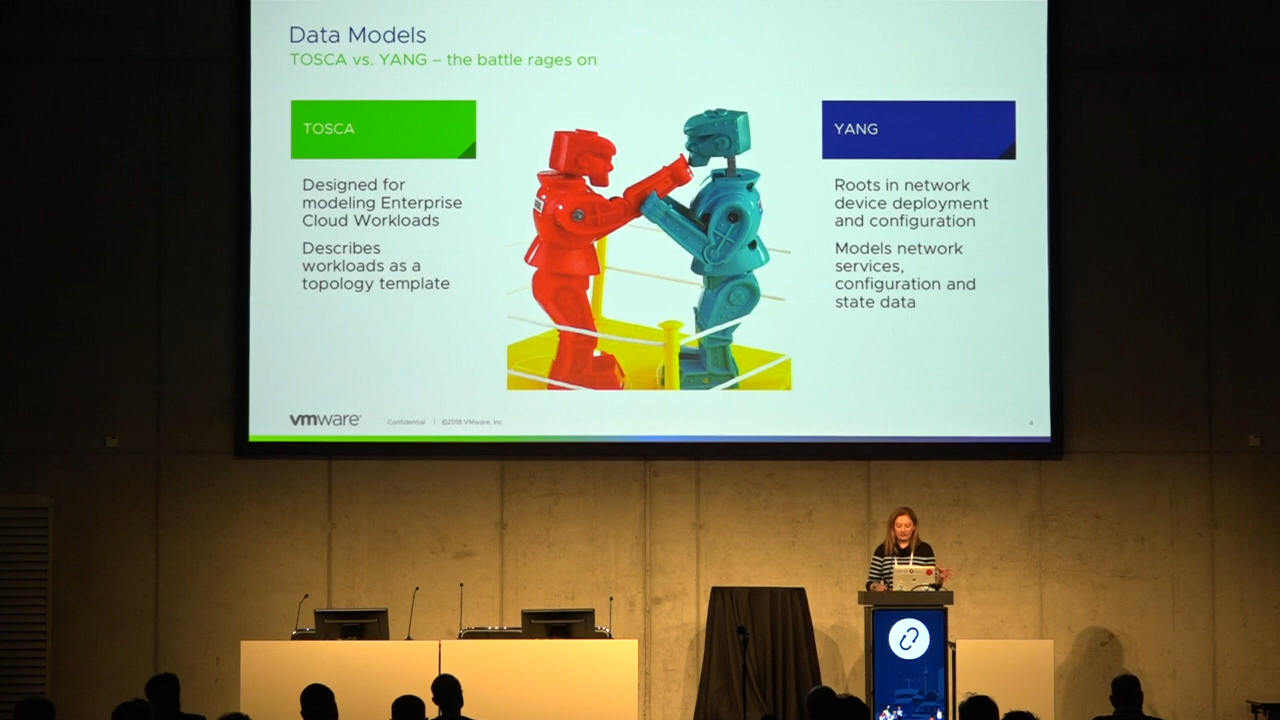 Data Models
TOSCA vs. YANG – the battle rages on
TOSCA
Designed for
modeling Enterprise
Cloud Workloads
Describes
workloads as a
topology template
YANG
Roots in network
device deployment
and configuration
Models network
services,
configuration and
state data
vmware®
Confidential | ©2018 VMware, Inc.
4